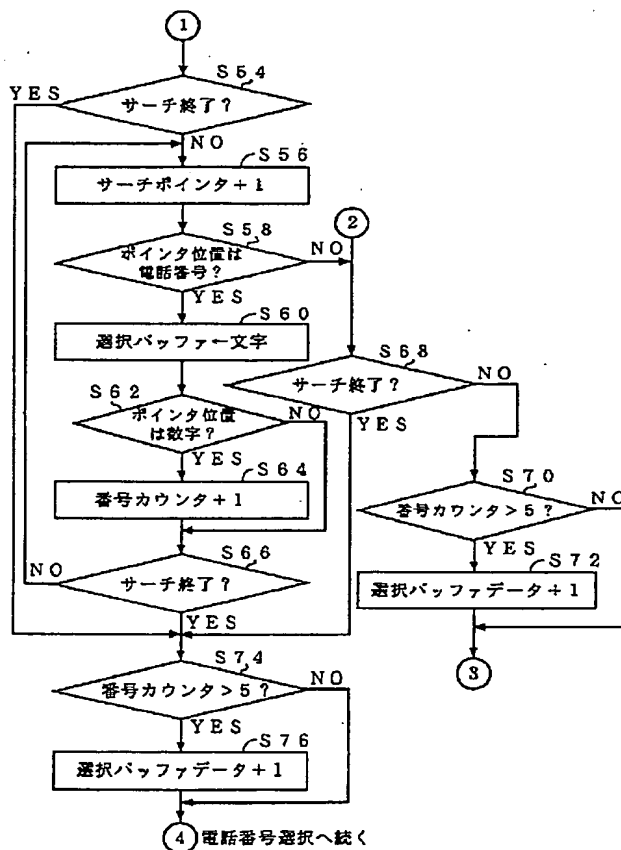 1
S54
サーチ終了？
YES
NO
S56
サーチポインタ＋1
S58
ポインタ位置は
電話番号？
NO
YES
2
S60
選択バッファー文字
S62
ポインタ位置
は数字？
NO
YES
S64
番号カウンタ＋1
S66
サーチ終了？
NO
YES
S68
サーチ終了？
NO
YES
S70
番号カウンタ＞5？
NO
YES
S72
選択バッファデータ＋1
3
S74
番号カウンタ＞5？
NO
YES
S76
選択バッファデータ＋1
4 電話番号選択へ続く